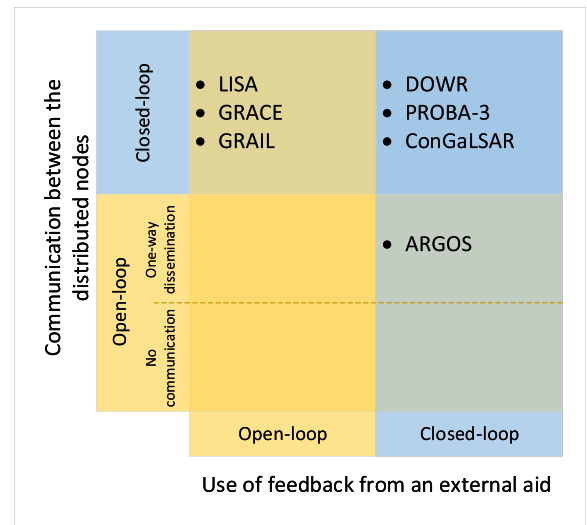 Communication between the
distributed nodes
Closed-loop
• LISA
• GRACE
• GRAIL
• DOWR
• PROBA-3
• ConGaLSAR
Open-loop
One-way
dissemination
• ARGOS
No
communication
Open-loop
Closed-loop
Use of feedback from an external aid